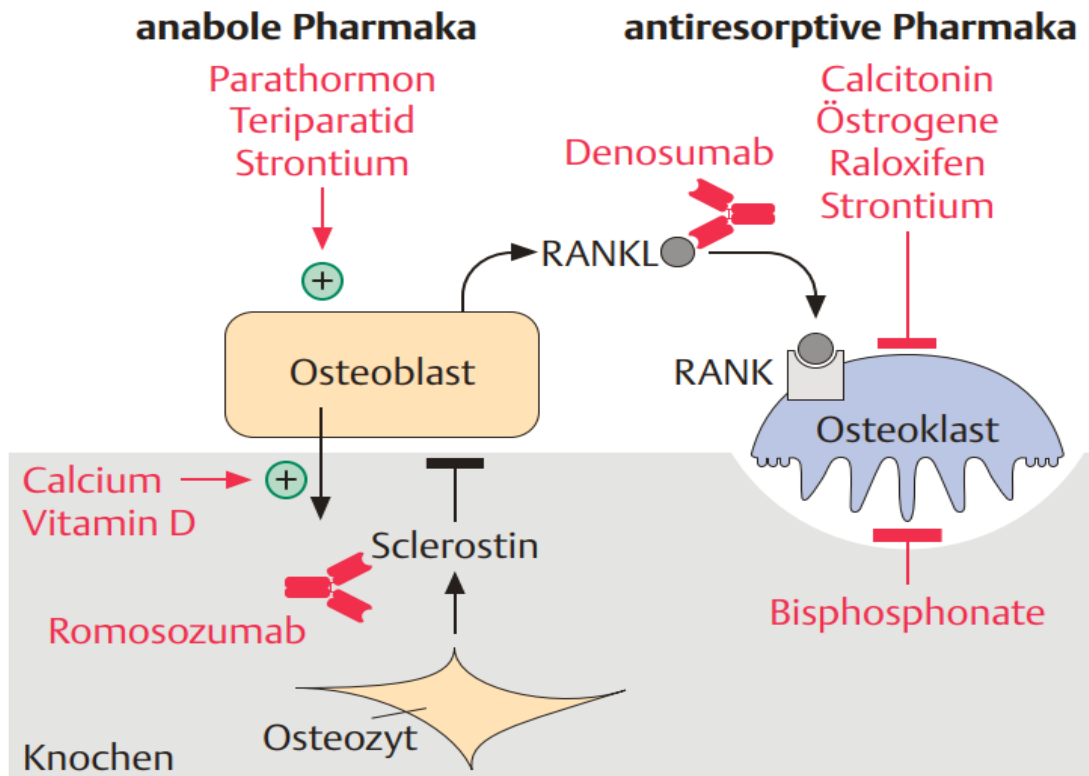 anabole Pharmaka
Parathormon
Teriparatid
Strontium
antiresorptive Pharmaka
Calcitonin
Östrogene
Raloxifen
Strontium
Denosumab
RANKL
+
Osteoblast
RANK
Osteoklast
Calcium
Vitamin D
+
Sclerostin
Romosozumab
Bisphosphonate
Osteozyt
Knochen